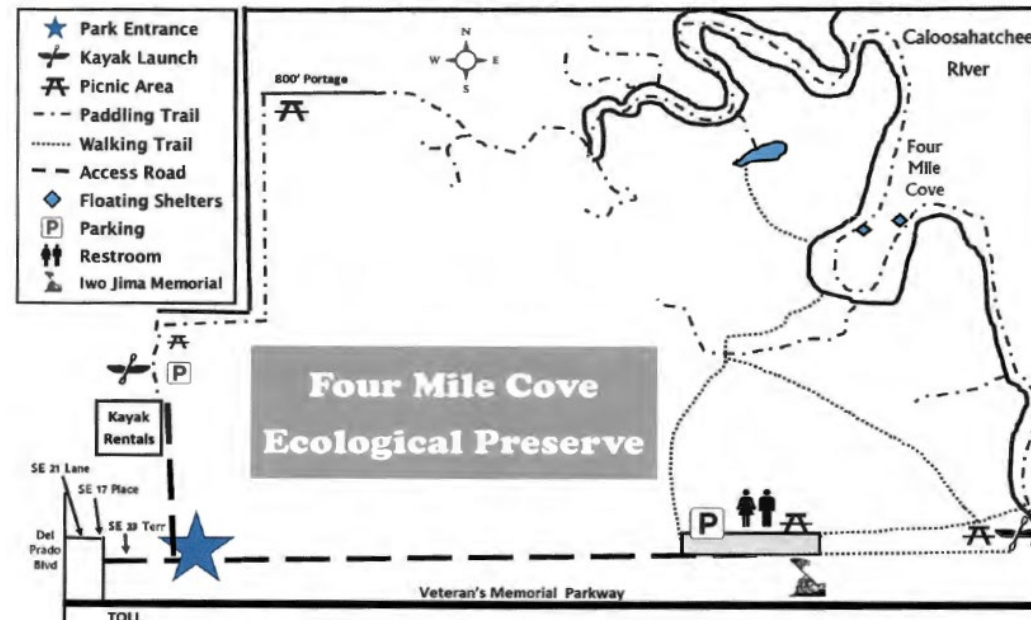 Park Entrance
Kayak Launch
Picnic Area
Paddling Trail
Walking Trail
Access Road
Floating Shelters
P Parking
Restroom
Iwo Jima Memorial
N
W E
S
800' Portage
Caloosahatchee
River
Four
Mile
Cove
P
Kayak
Rentals
Four Mile Cove
Ecological Preserve
SE 21 Lane
SE 17 Place
SE 23 Terr
Del
Prado
Blvd
P
Veteran's Memorial Parkway
TOLL